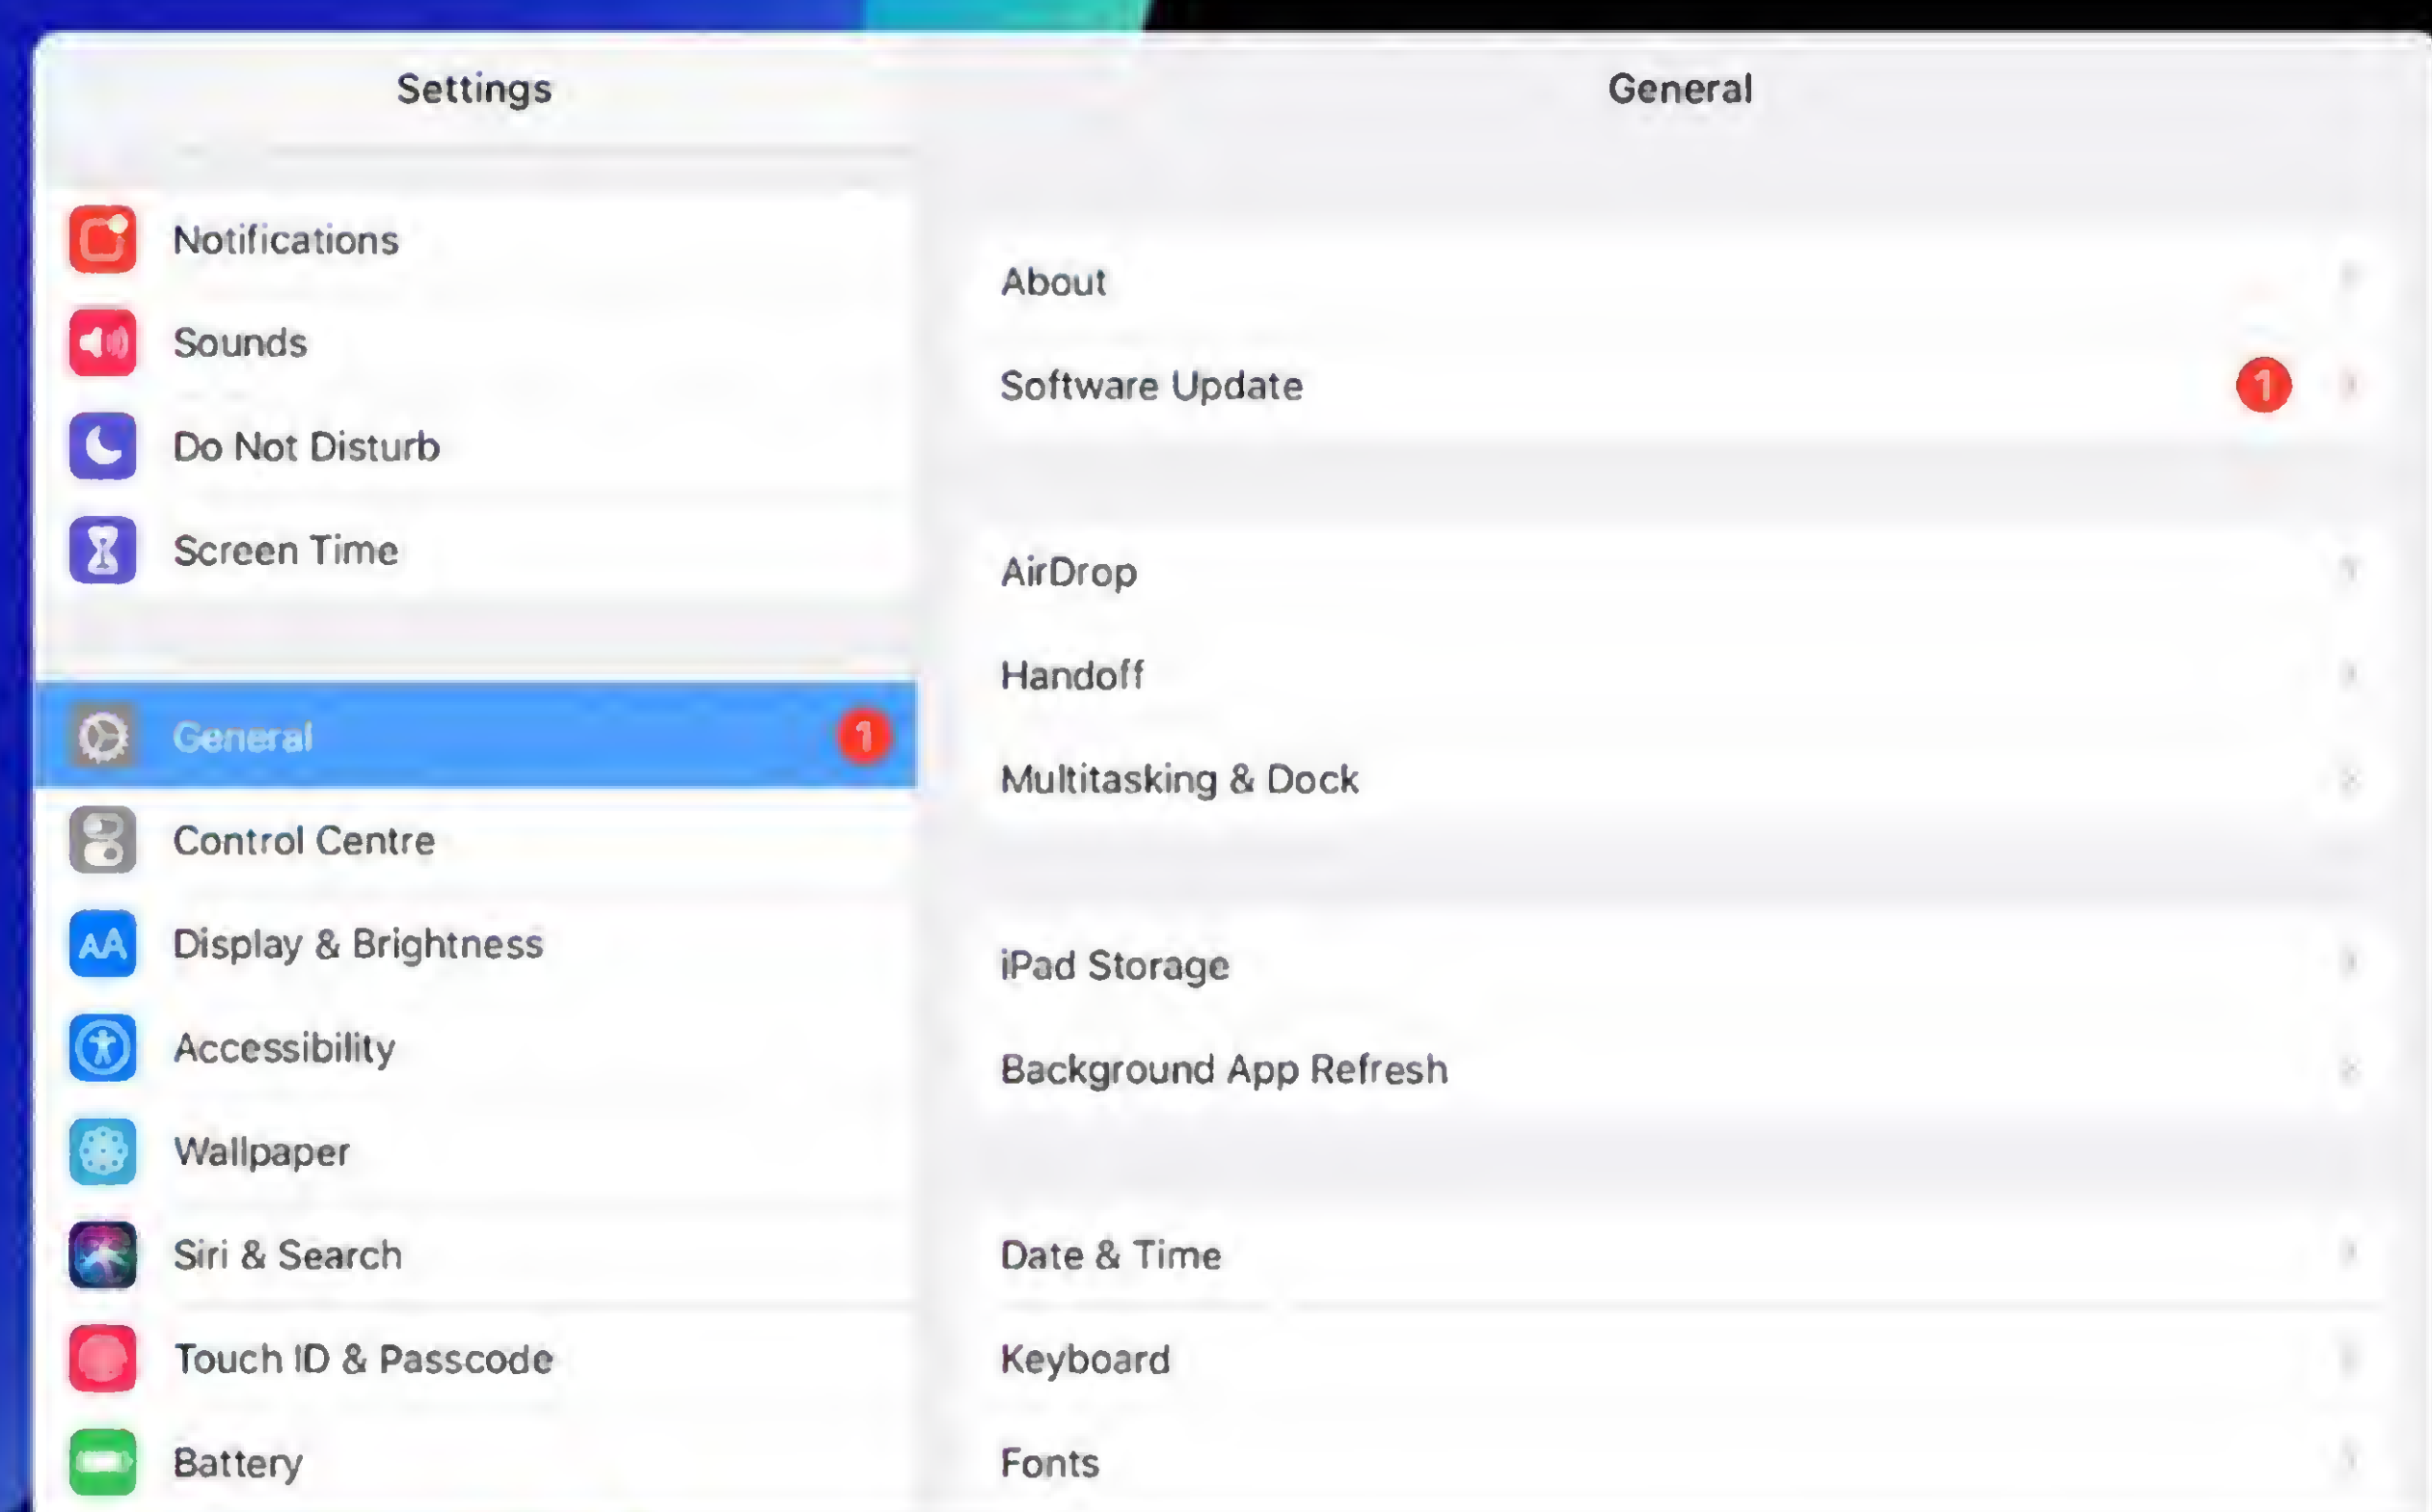 Settings
Notifications
Sounds
Do Not Disturb
Screen Time
General
1
Control Centre
Display & Brightness
Accessibility
Wallpaper
Siri & Search
Touch ID & Passcode
Battery
General
About
Software Update
1
AirDrop
Handoff
Multitasking & Dock
iPad Storage
Background App Refresh
Date & Time
Keyboard
Fonts